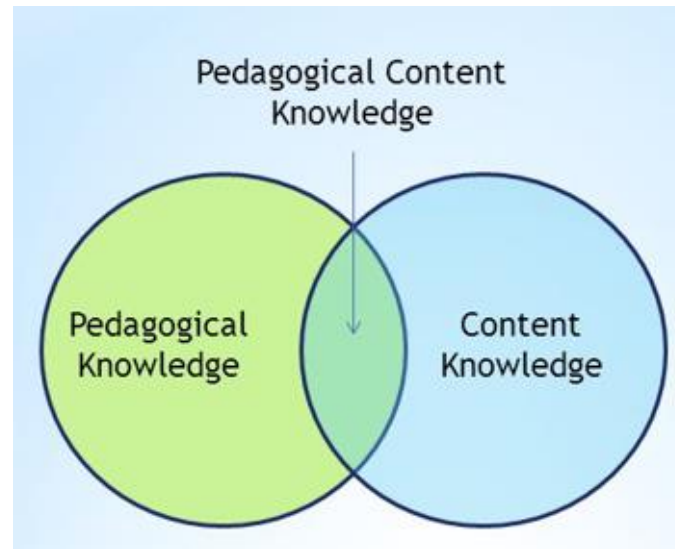 Pedagogical Content
Knowledge
Pedagogical
Knowledge
Content
Knowledge